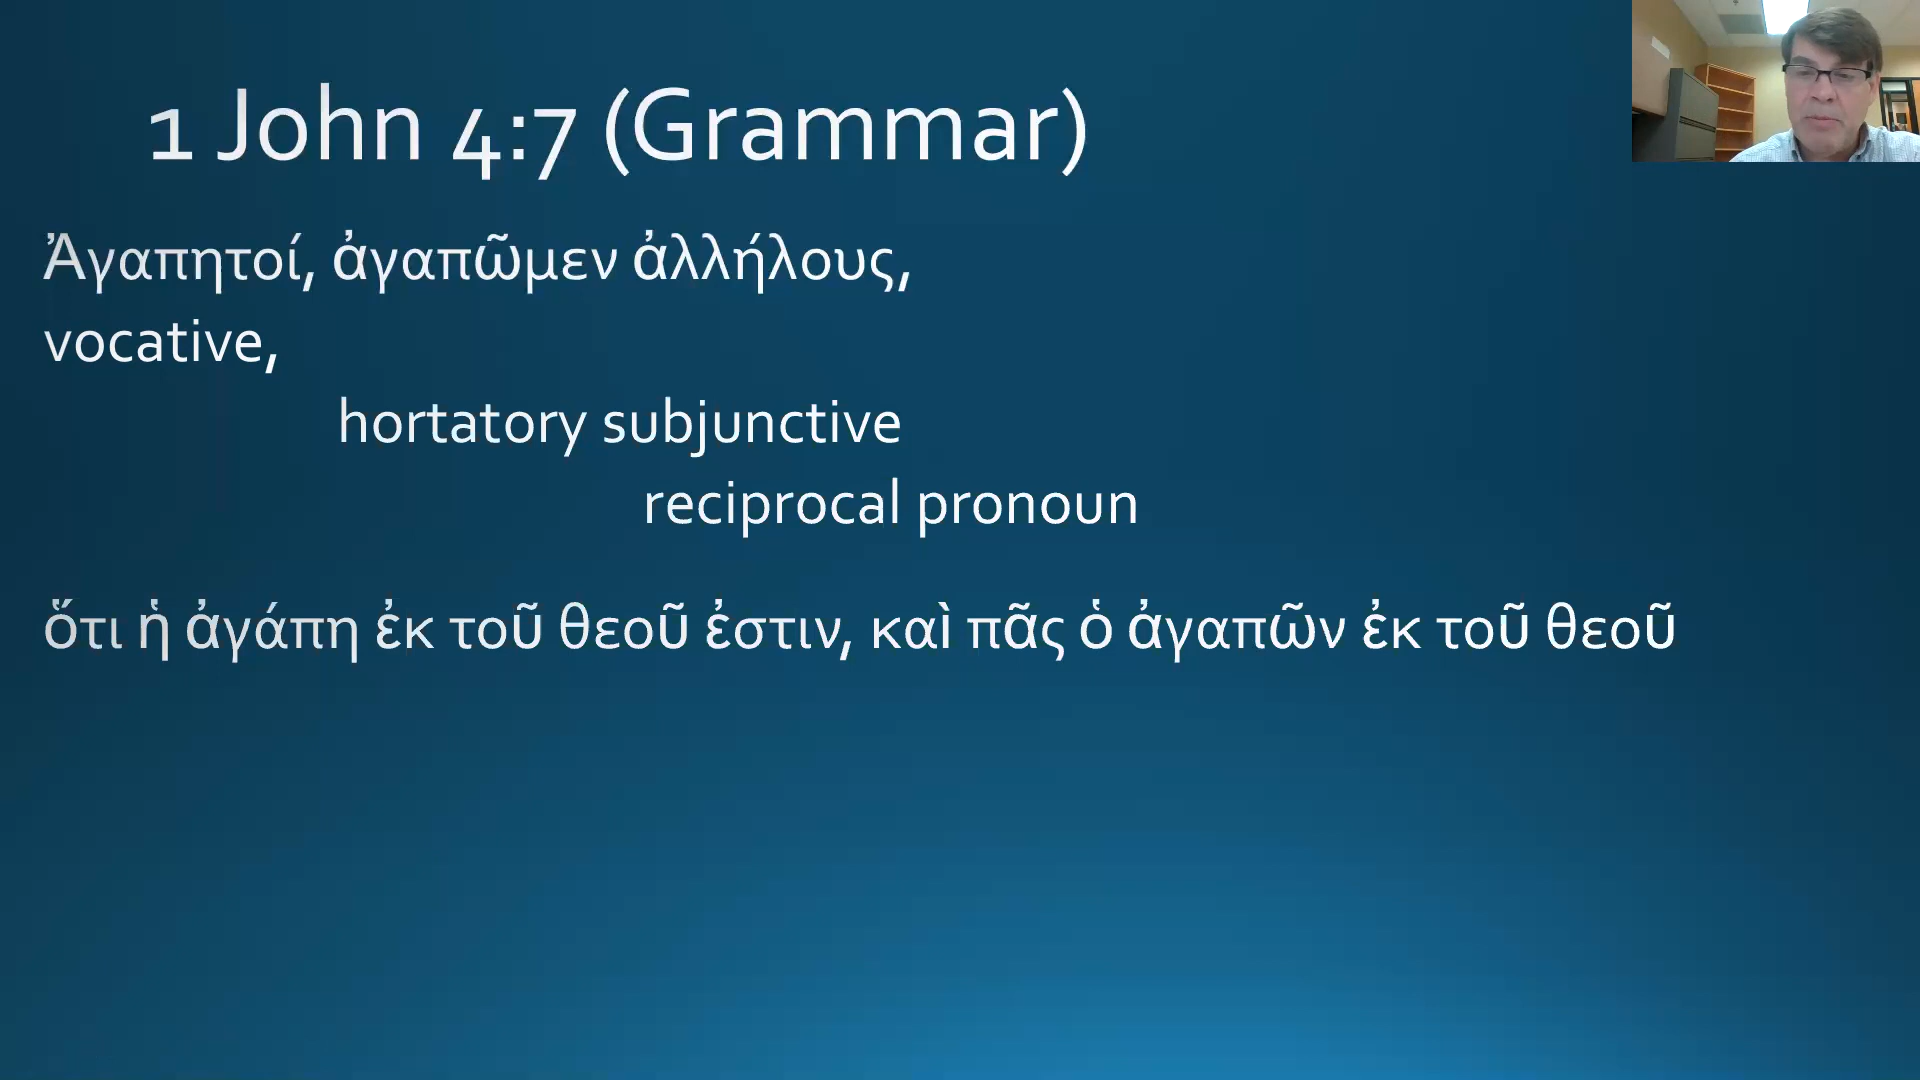 1 John 4:7 (Grammar)
Ἀγαπητοί, ἀγαπῶμεν ἀλλήλους,
vocative,
hortatory subjunctive
reciprocal pronoun
ὅτι ἡ ἀγάπη ἐκ τοῦ θεοῦ ἐστιν, καὶ πᾶς ὁ ἀγαπῶν ἐκ τοῦ θεοῦ